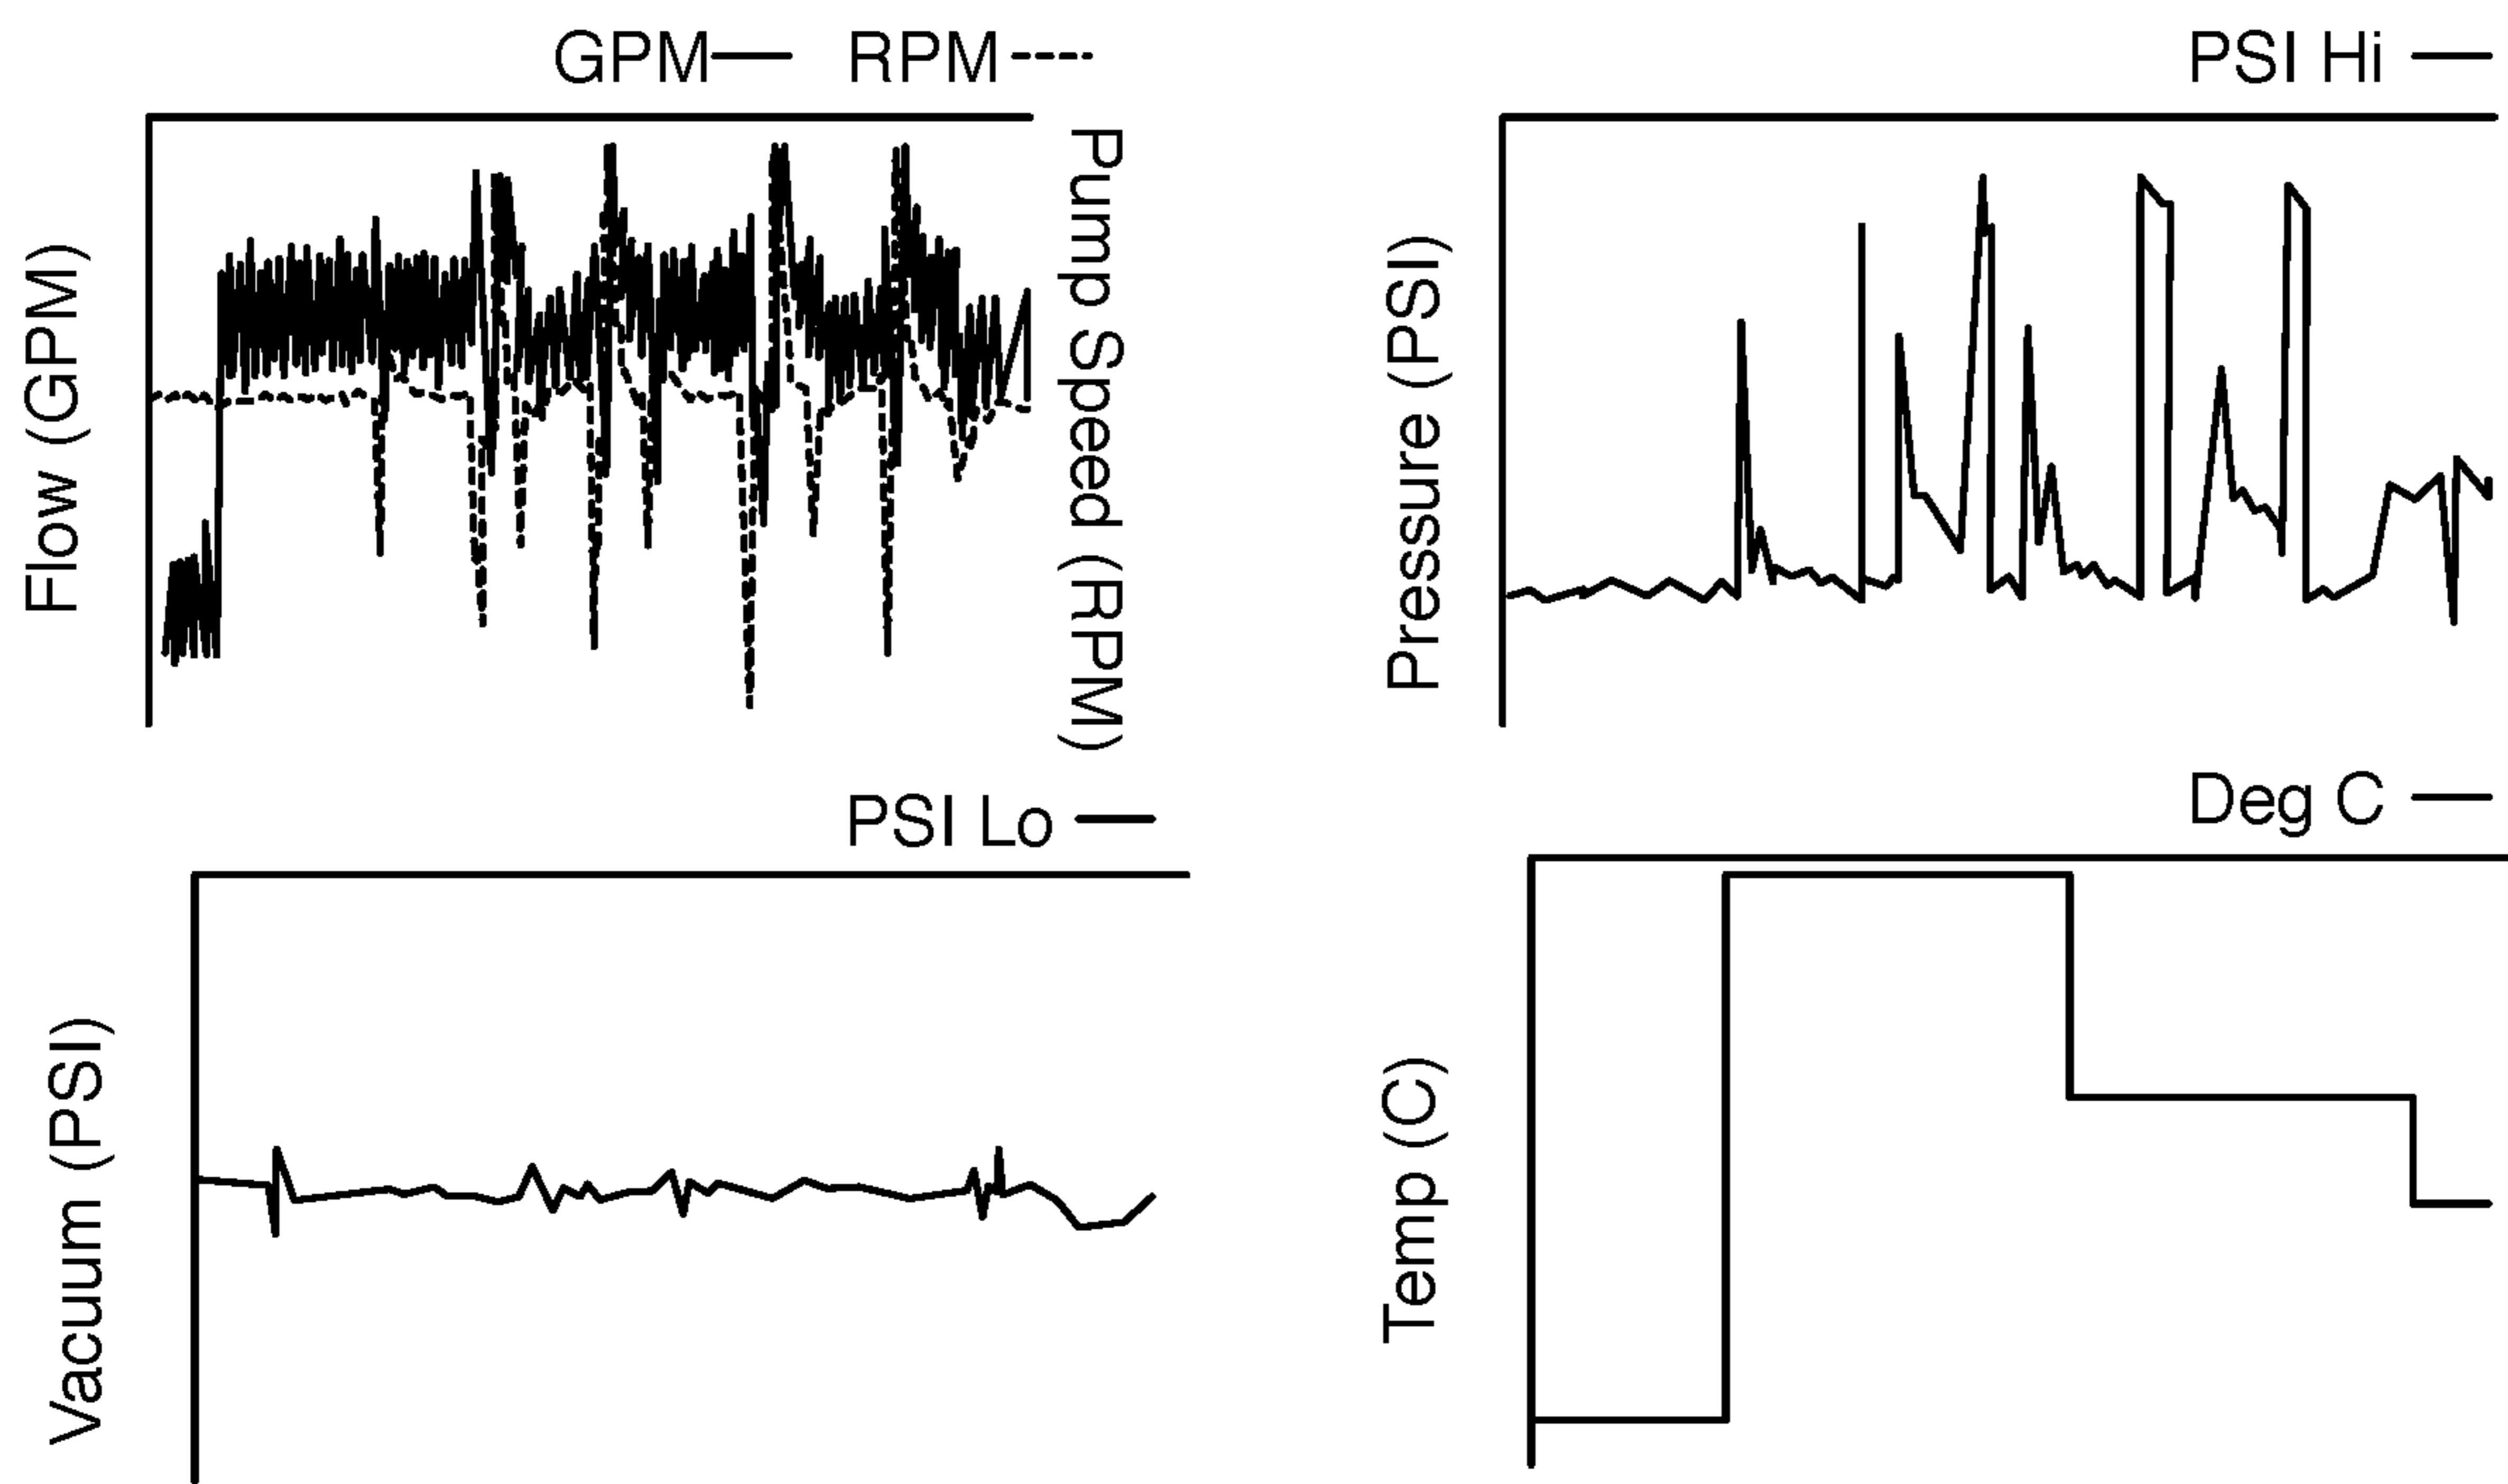 GPM RPM
Flow (GPM)
Pump Speed (RPM)
PSI Hi
Pressure (PSI)
PSI Lo
Vacuum (PSI)
Deg C
Temp (C)